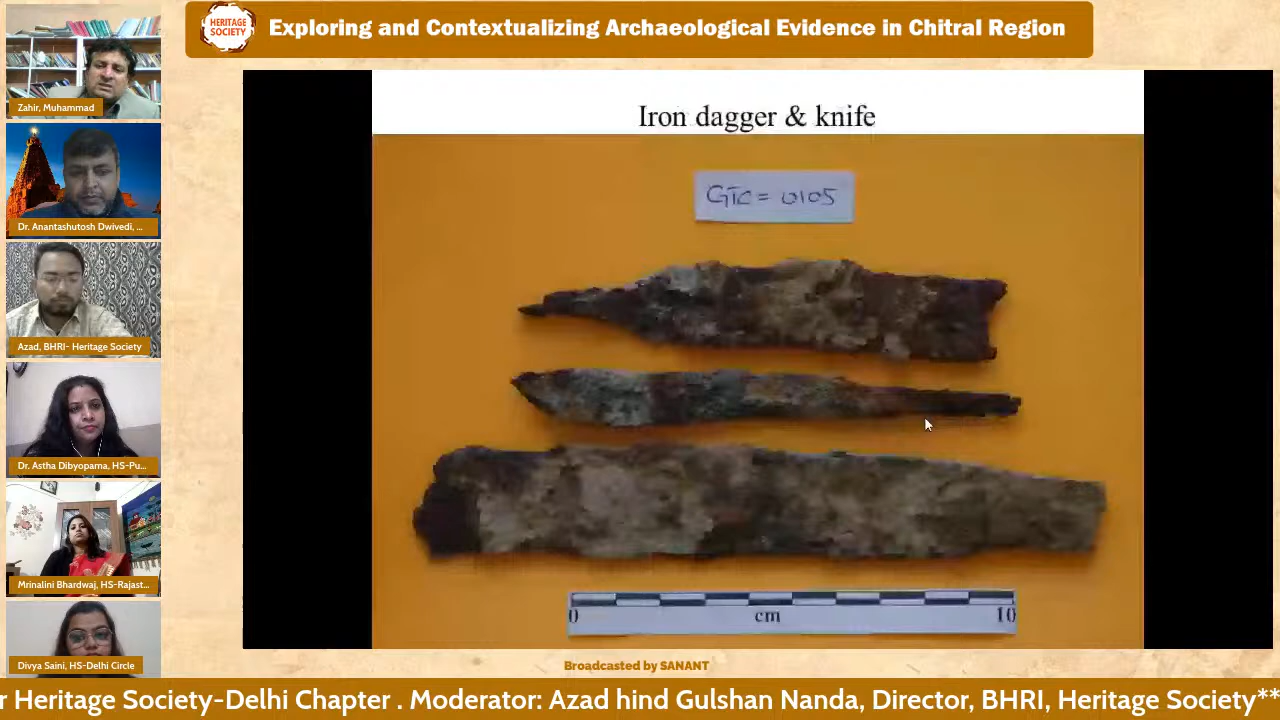 HERITAGE
SOCIETY
Exploring and Contextualizing Archaeological Evidence in Chitral Region
Zahir, Muhammad
Dr. Anantashutosh Dwivedi, ...
Azad, BHRI- Heritage Society
Dr. Astha Dibyopama, HS-Pu...
Mrinalini Bhardwaj, HS-Rajast...
Divya Saini, HS-Delhi Circle
Iron dagger & knife
GTC = 0105
0 cm 10
Broadcasted by SANANT
r Heritage Society-Delhi Chapter . Moderator: Azad hind Gulshan Nanda, Director, BHRI, Heritage Society**